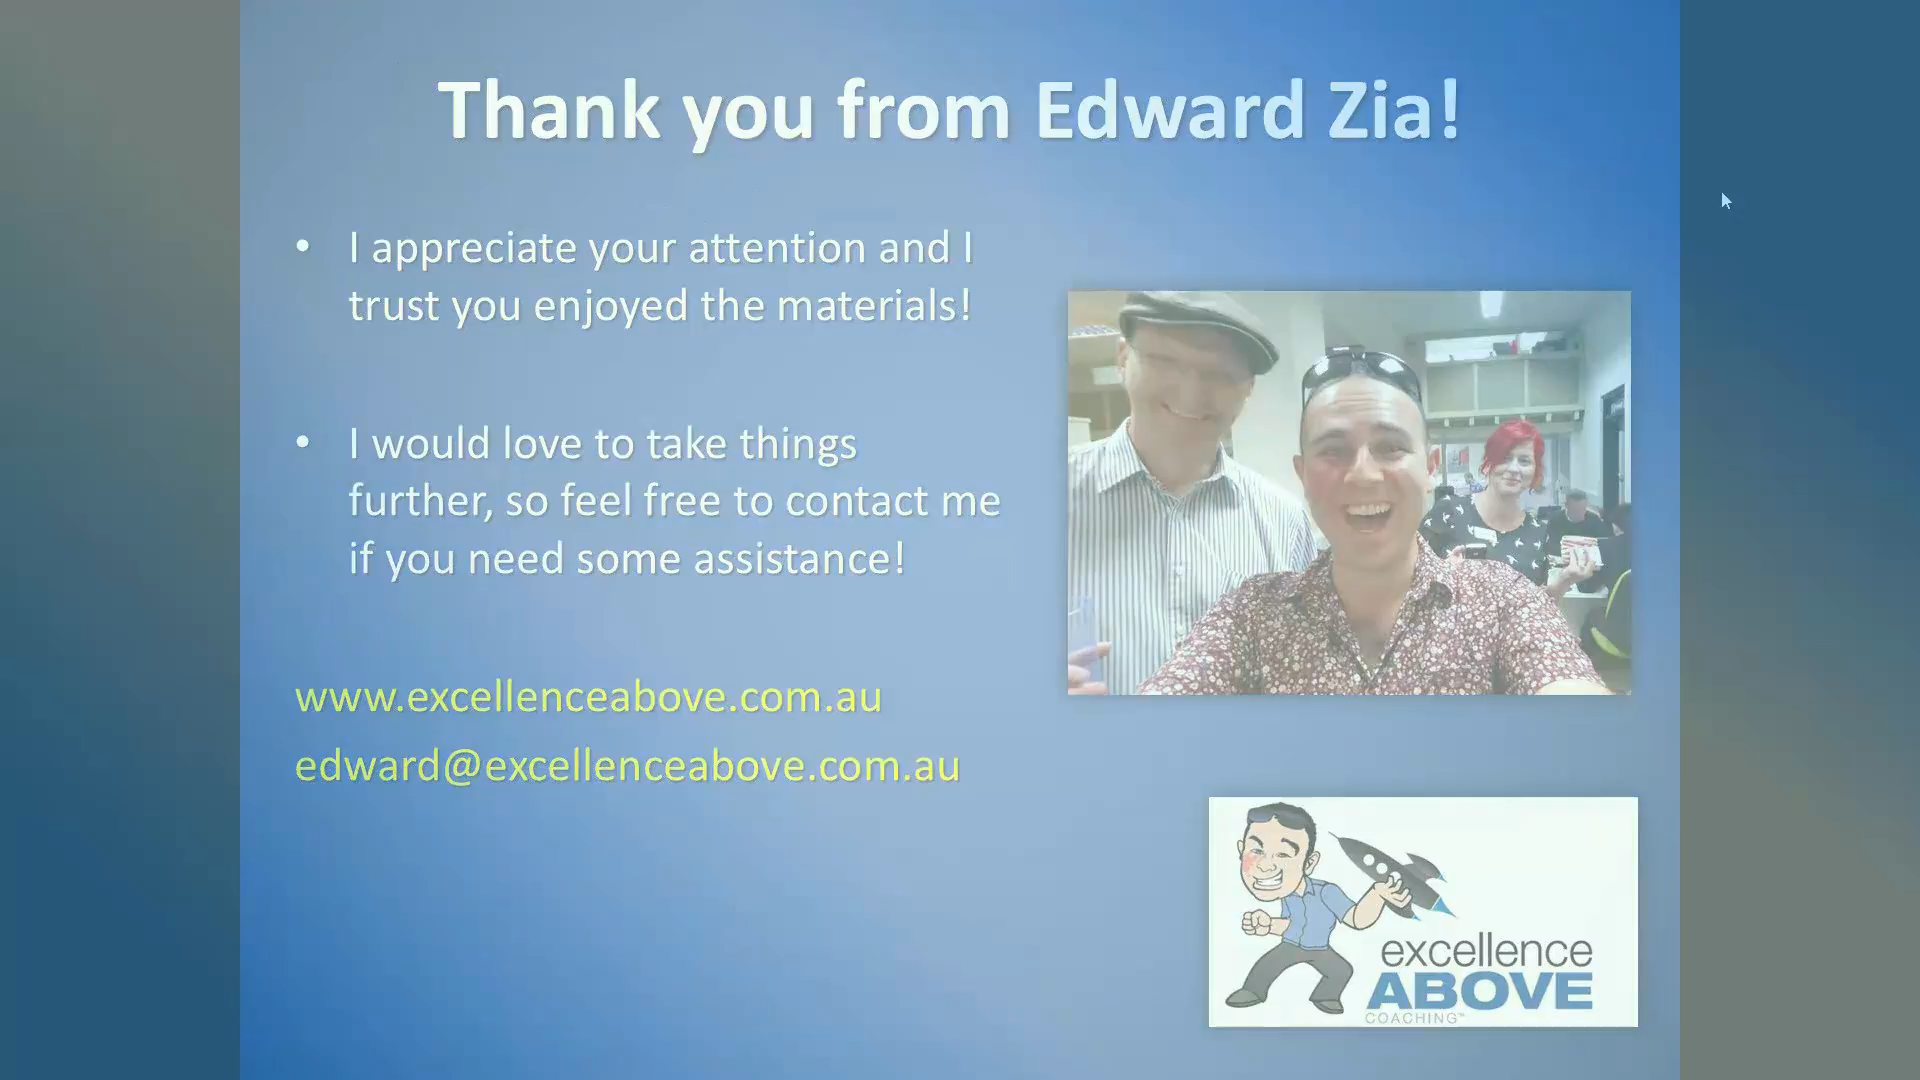 Thank you from Edward Zia!
• I appreciate your attention and I
trust you enjoyed the materials!
• I would love to take things
further, so feel free to contact me
if you need some assistance!
www.excellenceabove.com.au
edward@excellenceabove.com.au
excellence
ABOVE
COACHING™